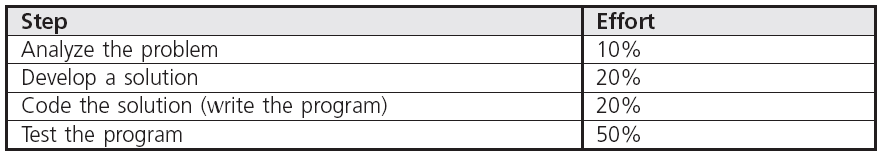 Step Effort
Analyze the problem 10%
Develop a solution 20%
Code the solution (write the program) 20%
Test the program 50%